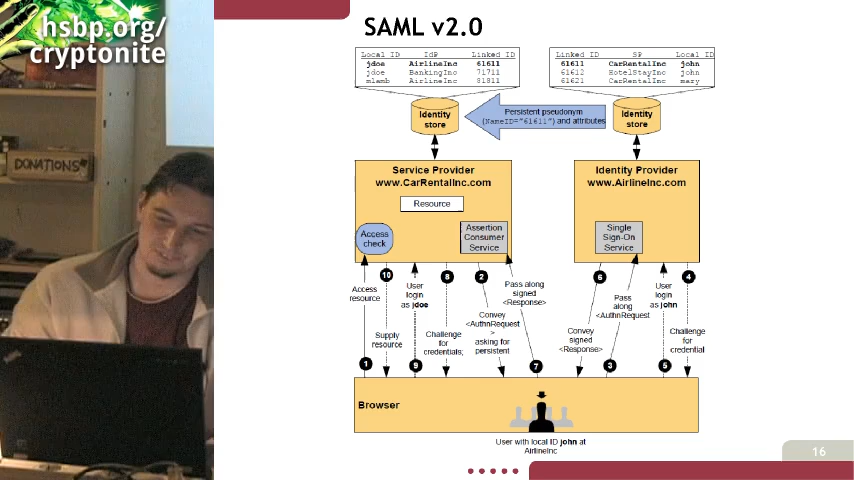 hsbp.org/
cryptonite
DONATIONS
SAML v2.0
Local ID IdP Linked ID
jdoe AirlineInc 61611
jdoe BankingInc 71711
mlamb AirlineInc 81811
Linked ID SP Local ID
61611 CarRentalInc john
61612 HotelStayInc john
61621 CarRentalInc mary
Identity
store
Persistent pseudonym
(NameID="61611") and attributes
Identity
store
Service Provider
www.CarRentalInc.com
Resource
Access
check
Assertion
Consumer
Service
Identity Provider
www.AirlineInc.com
Single
Sign-On
Service
10
8
2
6
4
Access
resource
User
login
as jdoe
Pass along
signed
<Response>
Pass
along
<AuthnRequest
User
login
as john
Supply
resource
Challenge
for
credentials;
Convey
<AuthnRequest
>
asking for
persistent
Convey
signed
<Response>
Challenge
for
credential
1
9
7
3
5
Browser
User with local ID john at
AirlineInc
16